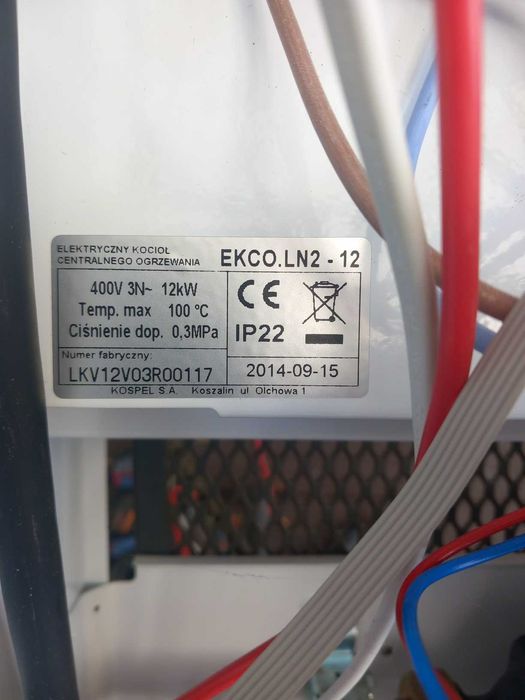 ELEKTRYCZNY KOCIOŁ
CENTRALNEGO OGRZEWANIA
EKCO.LN2 - 12
400V 3N~ 12kW
Temp. max 100 °C
Ciśnienie dop. 0,3MPa
CE
IP22
Numer fabryczny:
LKV12V03R00117
2014-09-15
KOSPEL S.A. Koszalin ul Olchowa 1